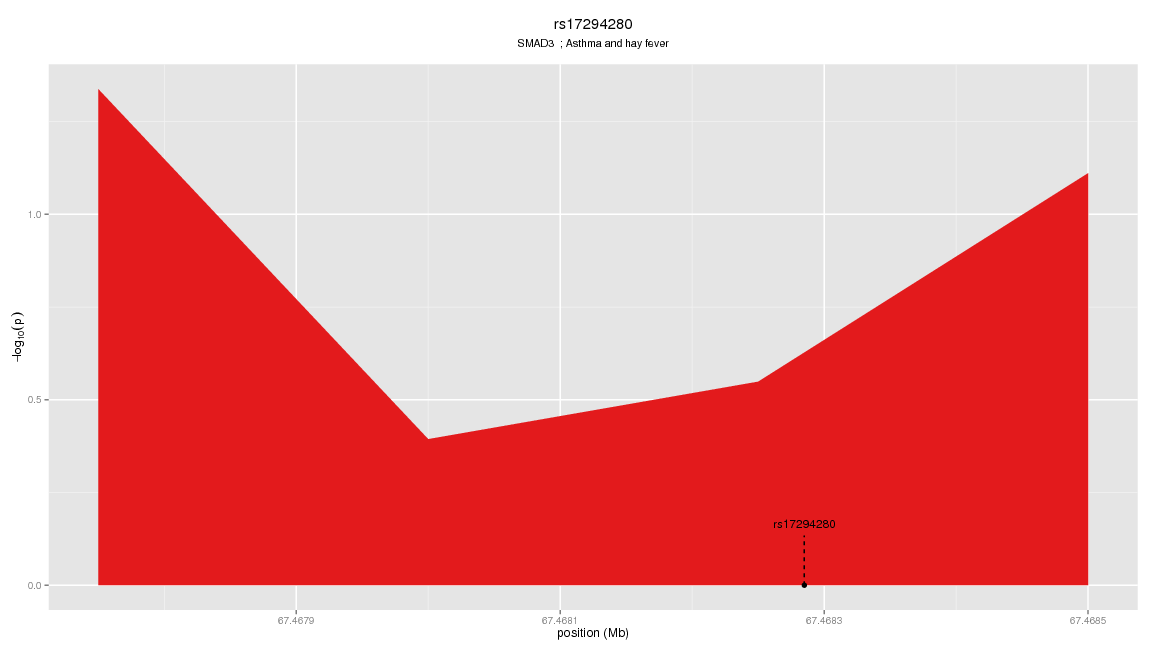 rs17294280
SMAD3 ; Asthma and hay fever
−log10(p)
1.0
0.5
0.0
rs17294280
67.4679
67.4681
67.4683
67.4685
position (Mb)